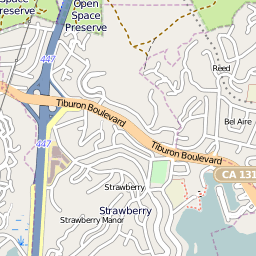 Space
Preserve
Open
Space
Preserve
447
Reed
Tiburon Boulevard
Bel Aire
447
Tiburon Boulevard
CA 131
Strawberry
Strawberry
Strawberry Manor